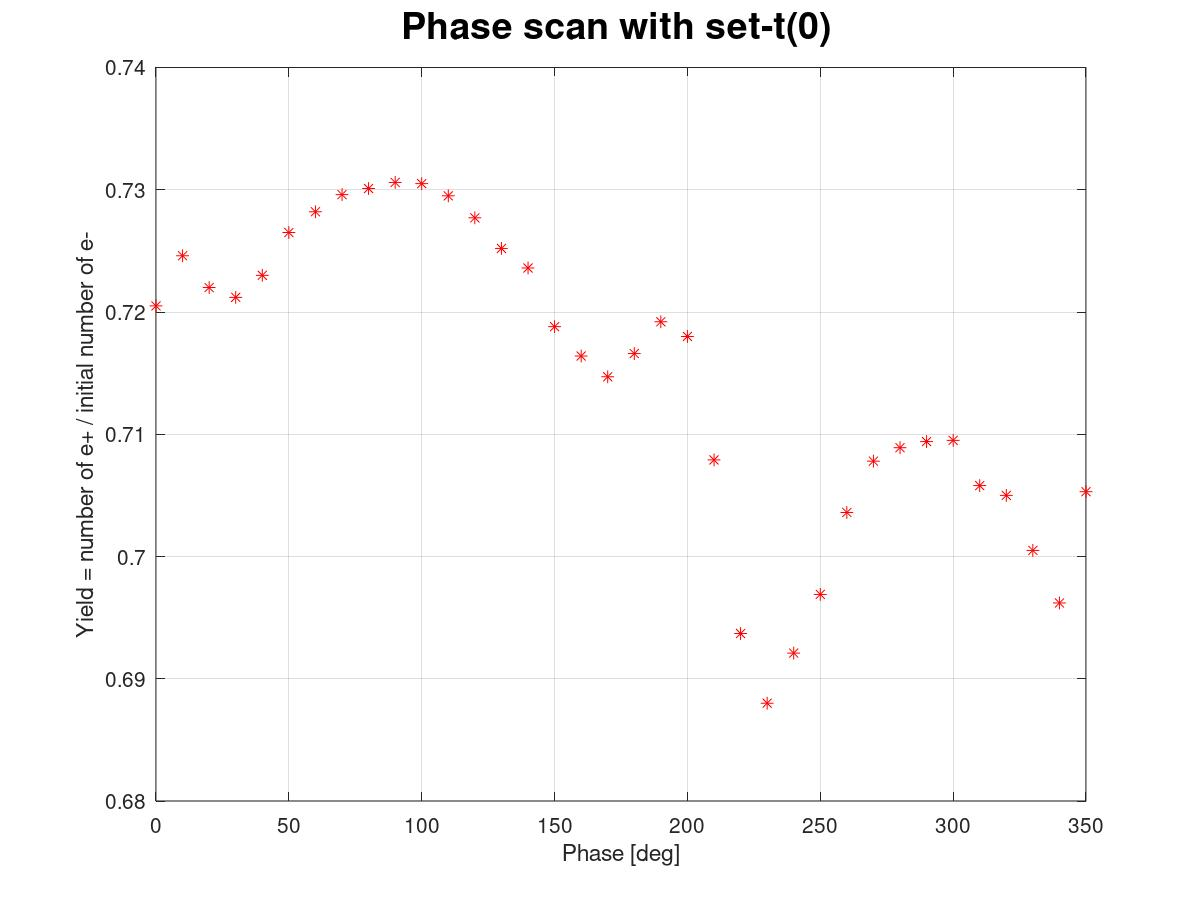 Phase scan with set-t(0)
0.74
0.73
0.72
0.71
0.7
0.69
0.68
Yield = number of e+ / initial number of e-
0 50 100 150 200 250 300 350
Phase [deg]